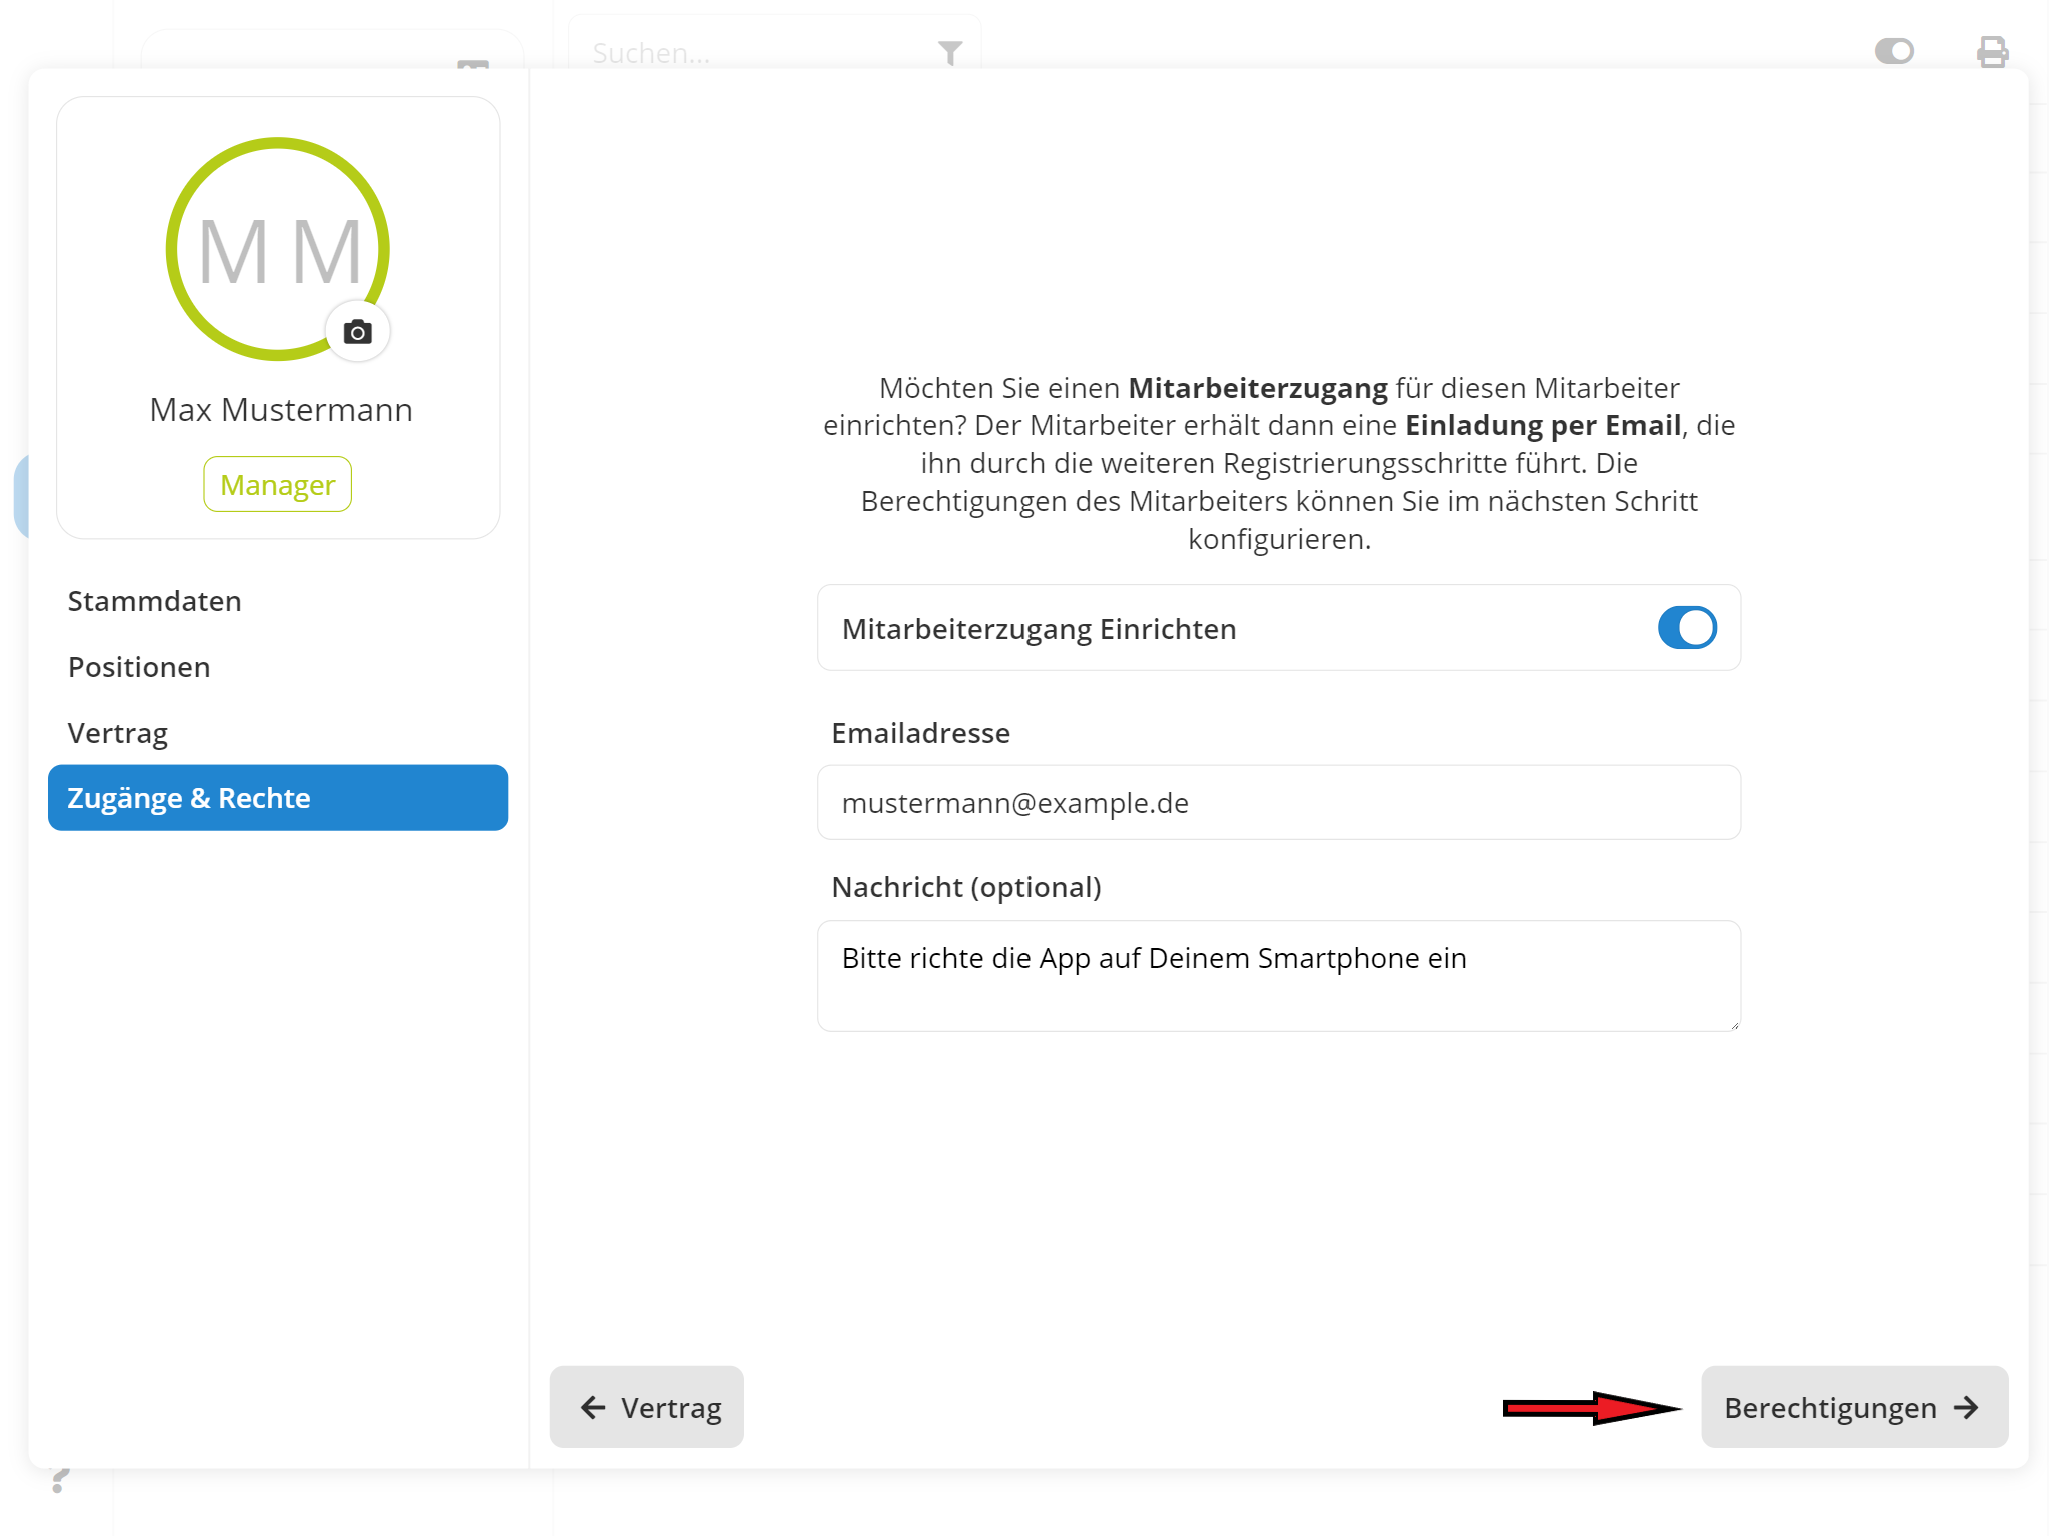 Suchen...
M M
Max Mustermann
Manager
Stammdaten
Positionen
Vertrag
Zugänge & Rechte
Möchten Sie einen Mitarbeiterzugang für diesen Mitarbeiter
einrichten? Der Mitarbeiter erhält dann eine Einladung per Email, die
ihn durch die weiteren Registrierungsschritte führt. Die
Berechtigungen des Mitarbeiters können Sie im nächsten Schritt
konfigurieren.
Mitarbeiterzugang Einrichten
Emailadresse
mustermann@example.de
Nachricht (optional)
Bitte richte die App auf Deinem Smartphone ein
← Vertrag
Berechtigungen →
?